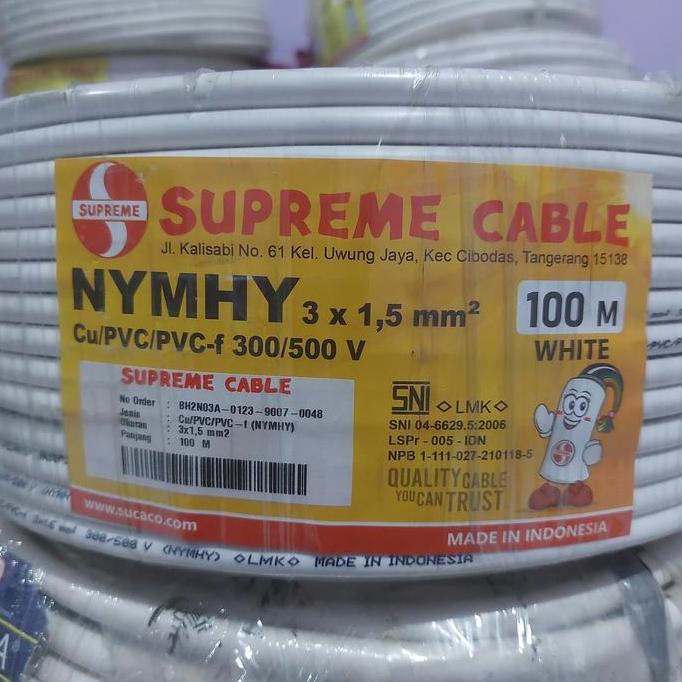 SUPREME
SUPREME CABLE
Jl. Kalisabi No. 61 Kel. Uwung Jaya, Kec Cibodas, Tangerang 15138
NYMHY 3 x 1,5 mm²
100 M
Cu/PVC/PVC-f 300/500 V
WHITE
SUPREME CABLE
No Order : BH2N03A-0123-9007-0048
Jenis : Cu/PVC/PVC-f (NYMHY)
Ukuran : 3x1,5 mm2
Panjang : 100 M
SNI ◇LMK◇
SNI 04-6629.5:2006
LSPr - 005 - IDN
NPB 1-111-027-210118-5
QUALITY CABLE
YOU CAN TRUST
www.sucaco.com
MADE IN INDONESIA
300/500 V (NYMHY) ◇LMK◇ MADE IN INDONESIA